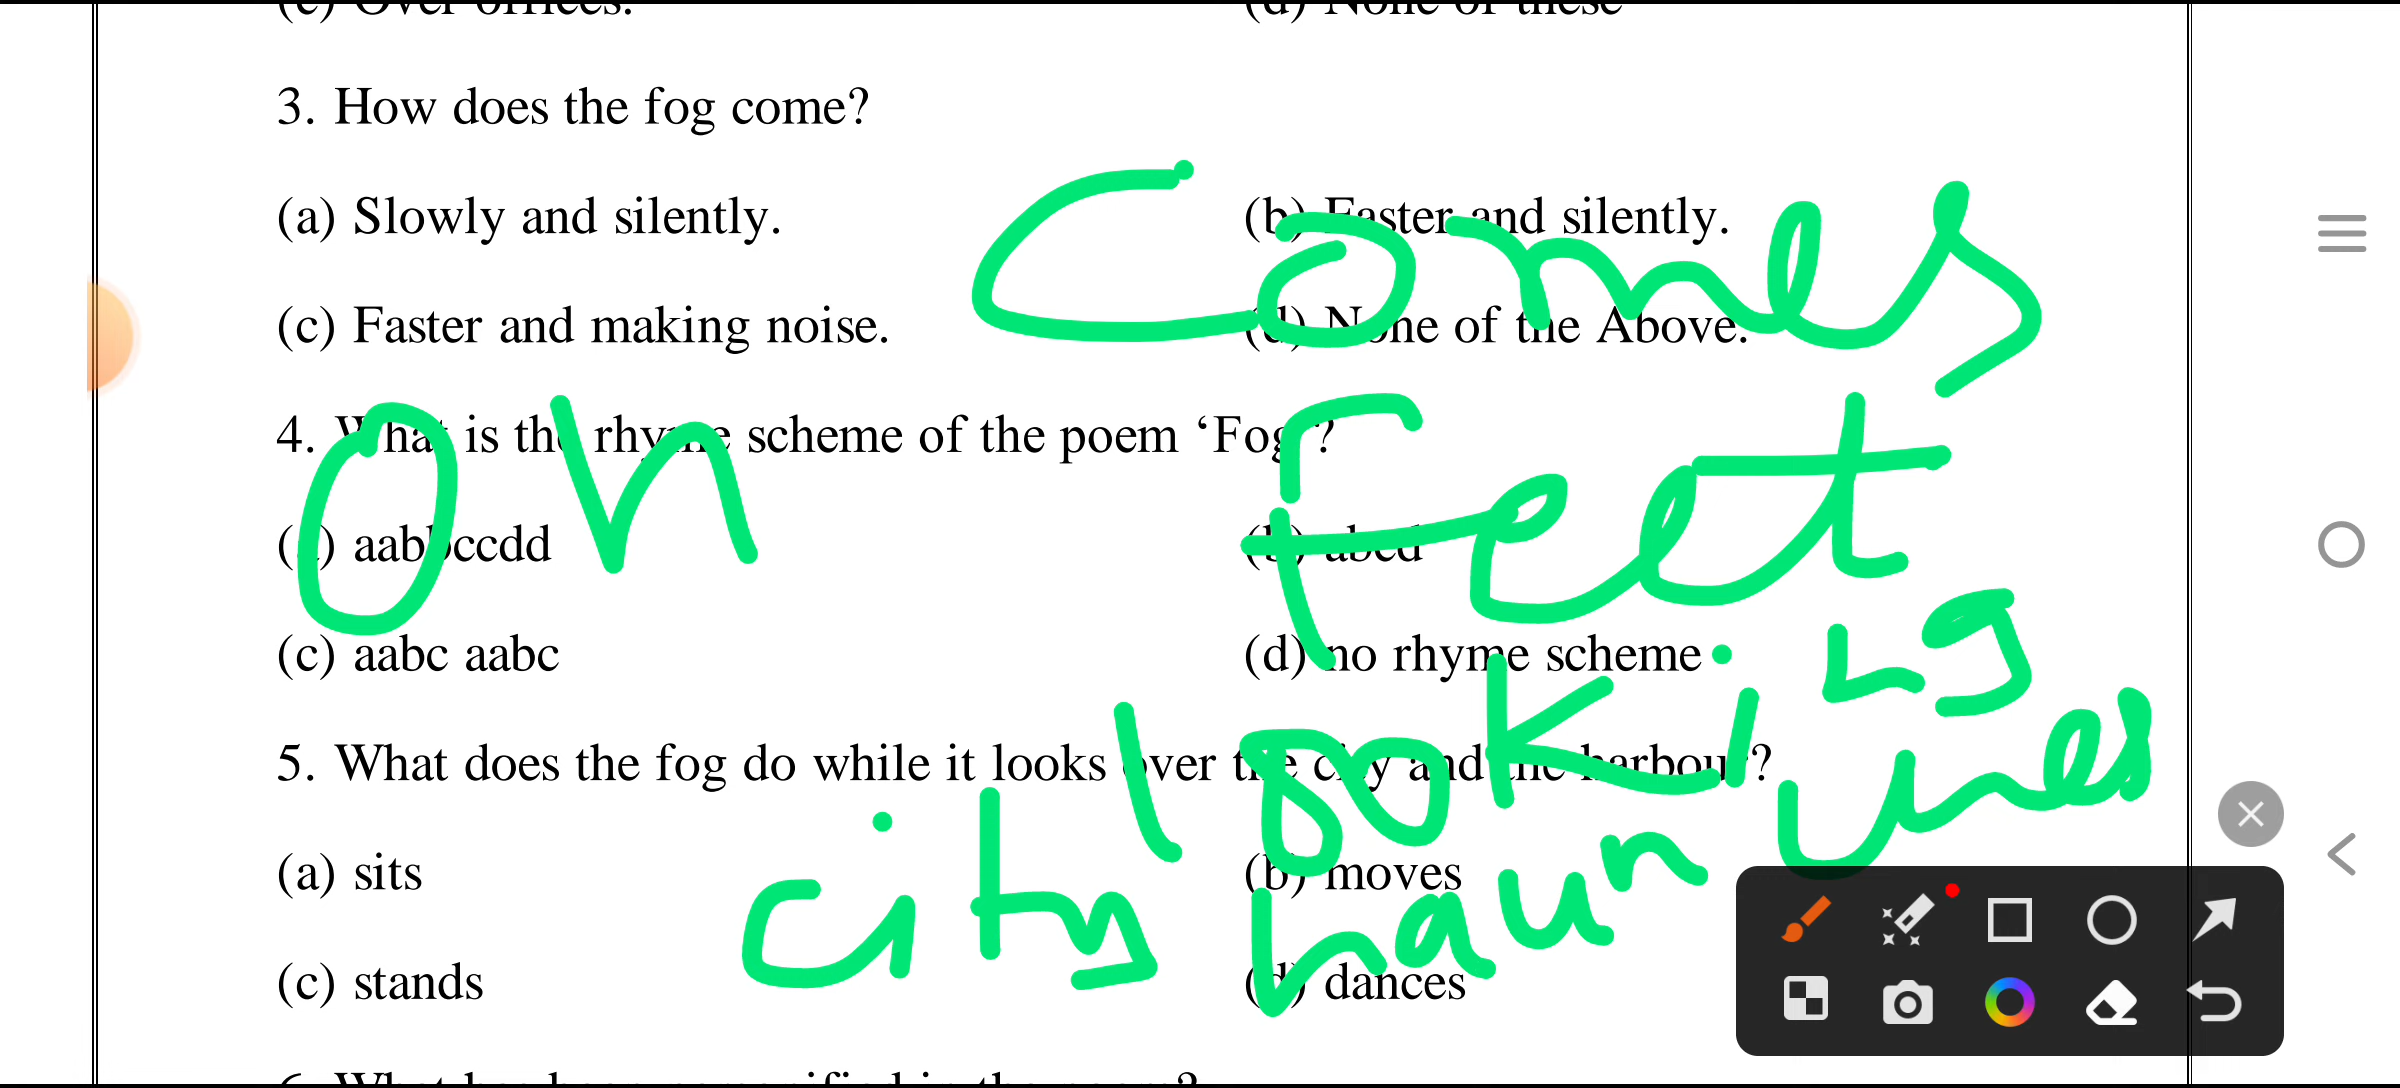 3. How does the fog come?
(a) Slowly and silently. (b) Faster and silently.
(c) Faster and making noise. (d) None of the Above.
comes
4. What is the rhyme scheme of the poem ‘Fog’?
on Feet
(a) aabbccdd (b) abcd
(c) aabc aabc (d) no rhyme scheme
looking
5. What does the fog do while it looks over the city and the harbour?
city
(a) sits (b) moves
(c) stands (d) dances